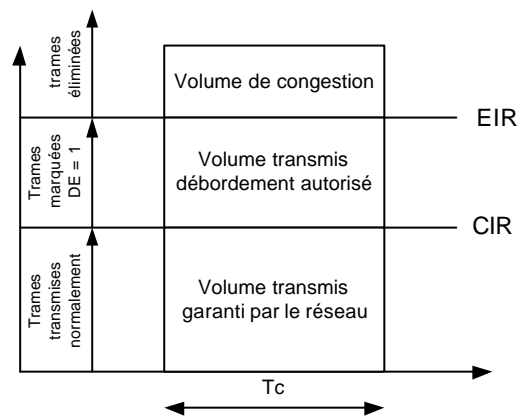 trames
éliminées
Volume de congestion
EIR
Trames
marquées
DE = 1
Volume transmis
débordement autorisé
CIR
Trames
transmises
normalement
Volume transmis
garanti par le réseau
Tc